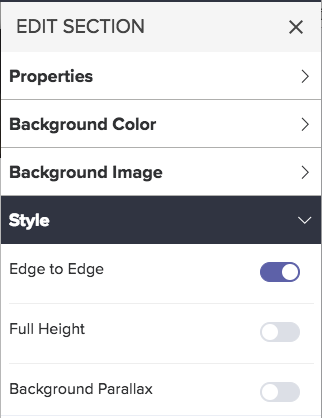 EDIT SECTION
Properties
Background Color
Background Image
Style
Edge to Edge
Full Height
Background Parallax